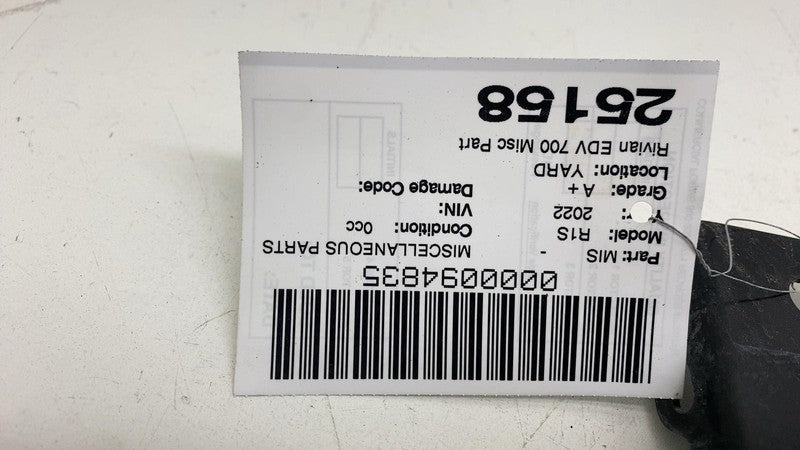 0000094835
Part: MIS - MISCELLANEOUS PARTS
Model: R1S Condition: 0cc
2022 VIN:
Grade: A+ Damage Code:
Location: YARD
Rivian EDV 700 Misc Part
25158